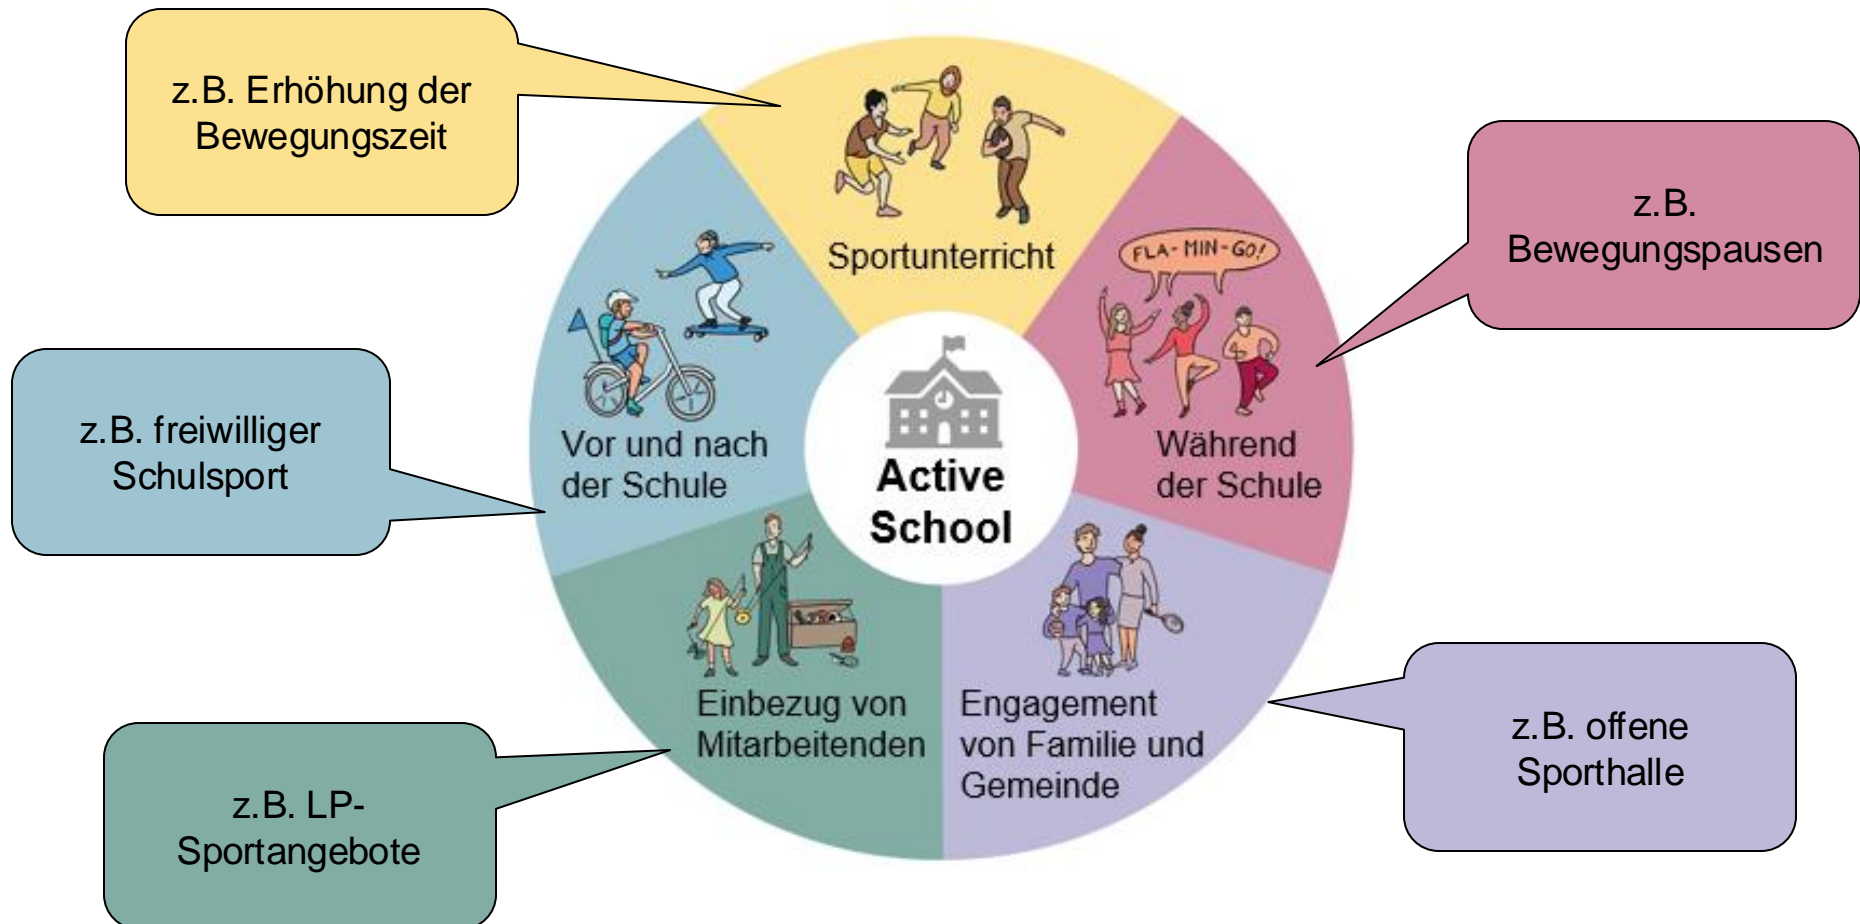 z.B. Erhöhung der
Bewegungszeit
Sportunterricht
z.B.
Bewegungspausen
FLA-MIN-GO!
Während
der Schule
z.B. freiwilliger
Schulsport
Vor und nach
der Schule
Active
School
Einbezug von
Mitarbeitenden
z.B. LP-
Sportangebote
Engagement
von Familie und
Gemeinde
z.B. offene
Sporthalle